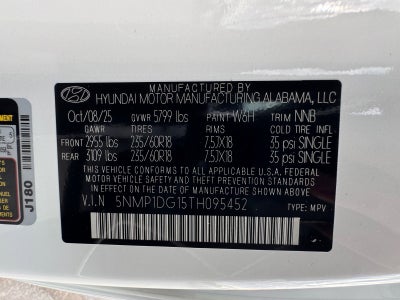 MANUFACTURED BY
HYUNDAI MOTOR MANUFACTURING ALABAMA, LLC
Oct/08/25 GVWR 5799 lbs PAINT W6H TRIM NNB
GAWR TIRES RIMS COLD TIRE INFL. PR.
FRONT 2955 lbs 235/60R18 7.5JX18 35 psi SINGLE
REAR 3109 lbs 235/60R18 7.5JX18 35 psi SINGLE
THIS VEHICLE CONFORMS TO ALL APPLICABLE U.S. FEDERAL
MOTOR VEHICLE SAFETY, BUMPER, AND THEFT PREVENTION
STANDARDS IN EFFECT ON THE DATE OF MANUFACTURE SHOWN ABOVE.
V.I.N 5NMP1DG15TH095452 TYPE: MPV
J180